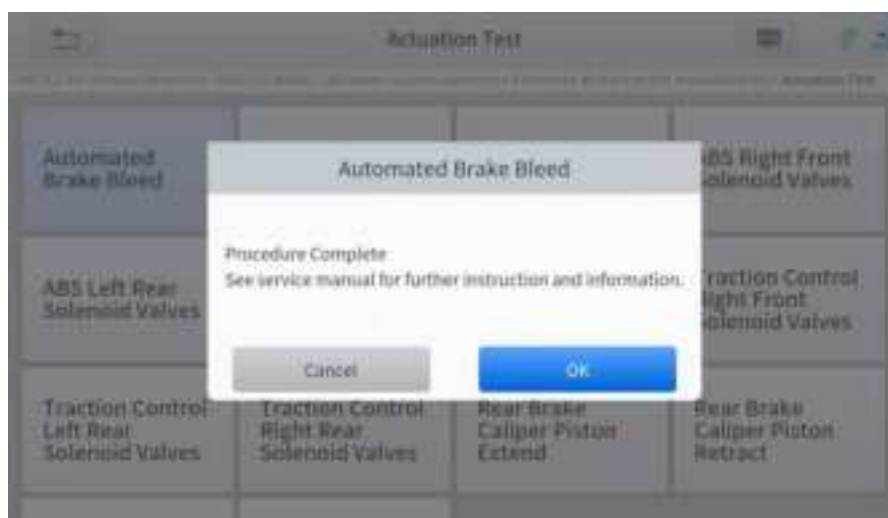 Actuation Test
Actuation Test
Automated
Brake Bleed
ABS Right Front
Solenoid Valves
Automated Brake Bleed
Procedure Complete
See service manual for further instruction and information.
Cancel
OK
ABS Left Rear
Solenoid Valves
Traction Control
Right Front
Solenoid Valves
Traction Control
Left Rear
Solenoid Valves
Traction Control
Right Rear
Solenoid Valves
Rear Brake
Caliper Piston
Extend
Rear Brake
Caliper Piston
Retract